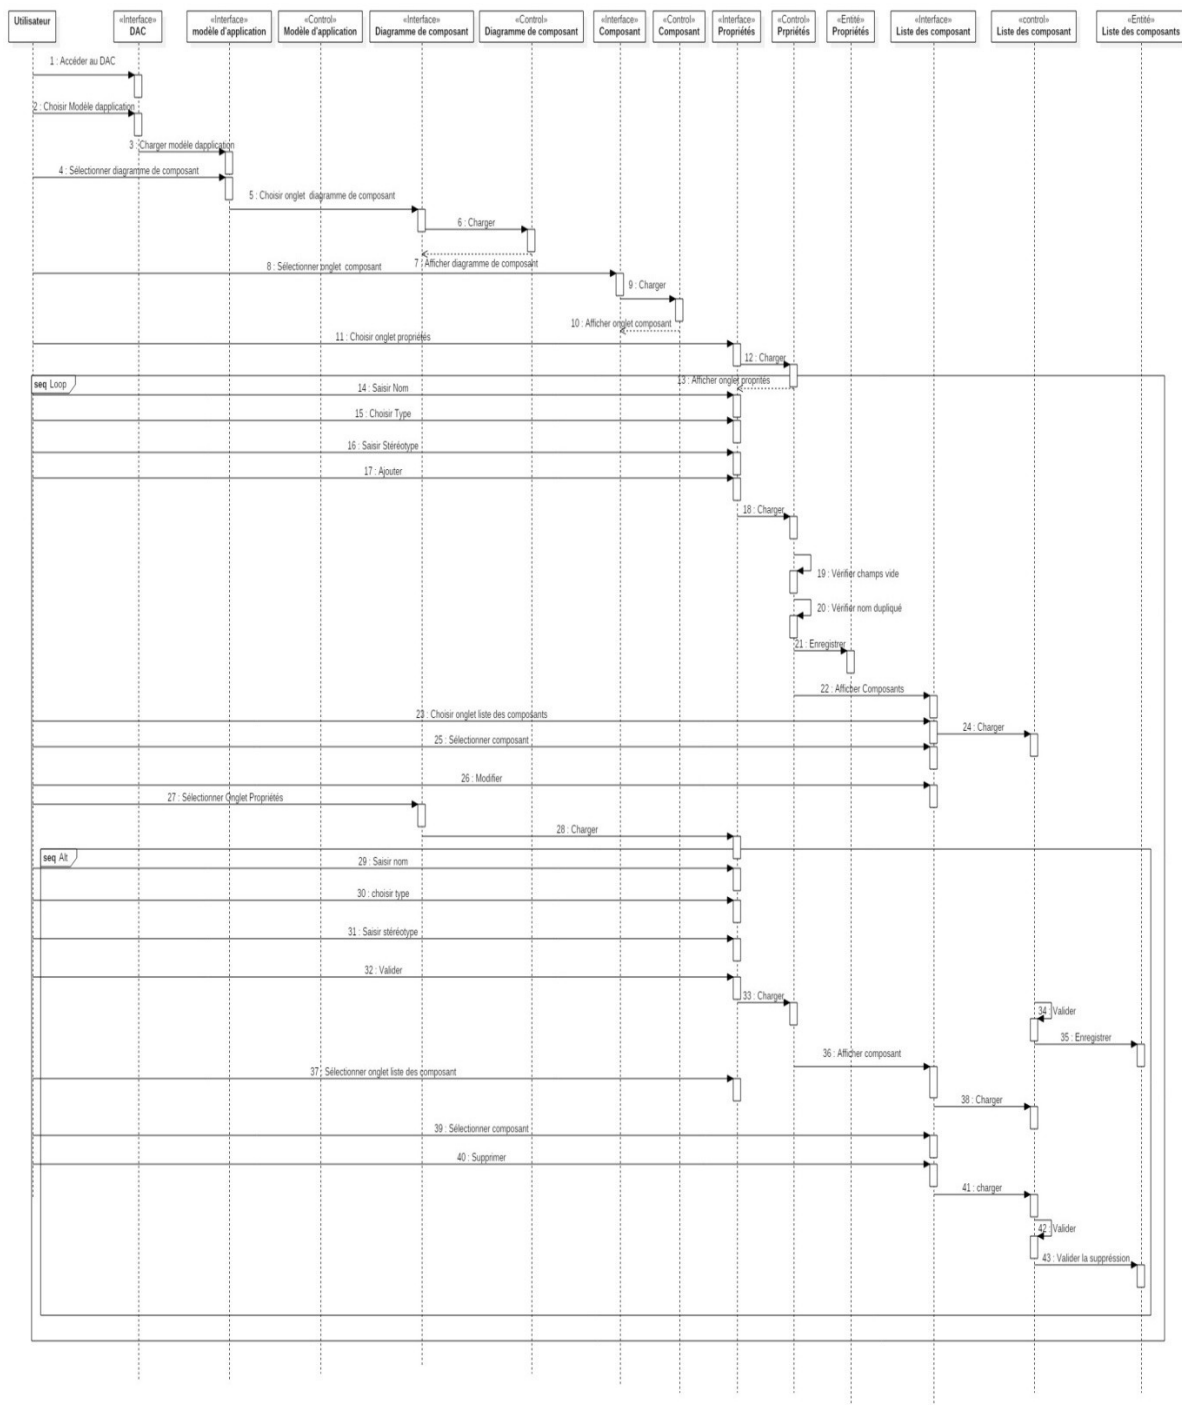 Utilisateur
«Interface»
DAC
«Interface»
modèle d'application
«Control»
Modèle d'application
«Interface»
Diagramme de composant
«Control»
Diagramme de composant
«Interface»
Composant
«Control»
Composant
«Interface»
Propriétés
«Control»
Prpriétés
«Entité»
Propriétés
«Interface»
Liste des composant
«control»
Liste des composant
«Entité»
Liste des composants
1 : Accéder au DAC
2 : Choisir Modèle dapplication
3 : Charger modèle dapplication
4 : Sélectionner diagramme de composant
5 : Choisir onglet diagramme de composant
6 : Charger
7 : Afficher diagramme de composant
8 : Sélectionner onglet composant
9 : Charger
10 : Afficher onglet composant
11 : Choisir onglet propriétés
12 : Charger
seq Loop
13 : Afficher onglet proprités
14 : Saisir Nom
15 : Choisir Type
16 : Saisir Stéréotype
17 : Ajouter
18 : Charger
19 : Vérifier champs vide
20 : Vérifier nom dupliqué
21 : Enregistrer
22 : Afficher Composants
23 : Choisir onglet liste des composants
24 : Charger
25 : Sélectionner composant
26 : Modifier
27 : Sélectionner Onglet Propriétés
28 : Charger
seq Alt
29 : Saisir nom
30 : choisir type
31 : Saisir stéréotype
32 : Valider
33 : Charger
34 : Valider
35 : Enregistrer
36 : Afficher composant
37 : Sélectionner onglet liste des composant
38 : Charger
39 : Sélectionner composant
40 : Supprimer
41 : charger
42 : Valider
43 : Valider la suppréssion